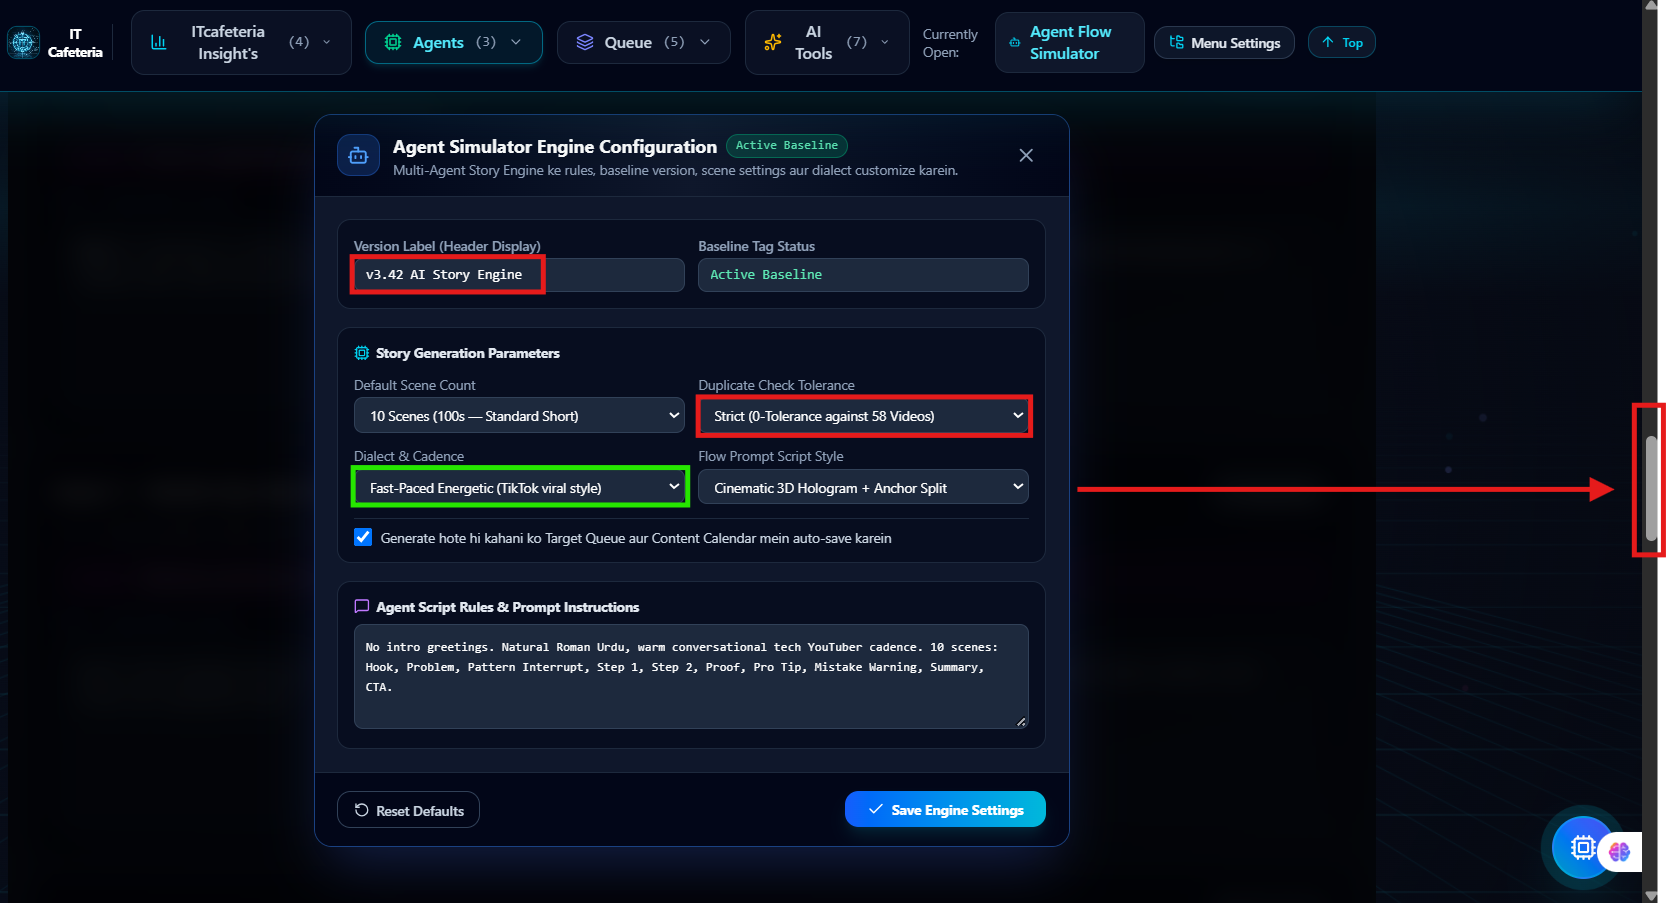 IT
Cafeteria
ITcafeteria
Insight's
(4)
Agents (3)
Queue (5)
AI
Tools
(7)
Currently
Open:
Agent Flow
Simulator
Menu Settings
Top
Agent Simulator Engine Configuration
Active Baseline
Multi-Agent Story Engine ke rules, baseline version, scene settings aur dialect customize karein.
Version Label (Header Display)
Baseline Tag Status
v3.42 AI Story Engine
Active Baseline
Story Generation Parameters
Default Scene Count
Duplicate Check Tolerance
10 Scenes (100s — Standard Short)
Strict (0-Tolerance against 58 Videos)
Dialect & Cadence
Flow Prompt Script Style
Fast-Paced Energetic (TikTok viral style)
Cinematic 3D Hologram + Anchor Split
Generate hote hi kahani ko Target Queue aur Content Calendar mein auto-save karein
Agent Script Rules & Prompt Instructions
No intro greetings. Natural Roman Urdu, warm conversational tech YouTuber cadence. 10 scenes:
Hook, Problem, Pattern Interrupt, Step 1, Step 2, Proof, Pro Tip, Mistake Warning, Summary,
CTA.
Reset Defaults
Save Engine Settings